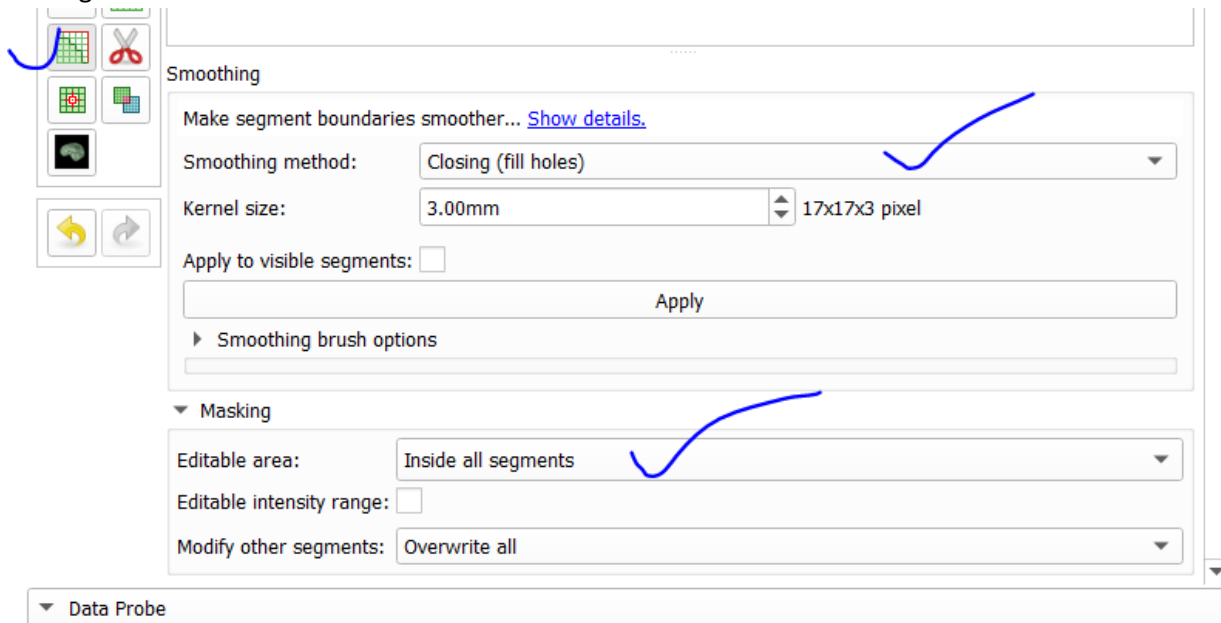 Smoothing
Make segment boundaries smoother... Show details.
Smoothing method: Closing (fill holes)
Kernel size: 3.00mm 17x17x3 pixel
Apply to visible segments:
Apply
Smoothing brush options
Masking
Editable area: Inside all segments
Editable intensity range:
Modify other segments: Overwrite all
Data Probe